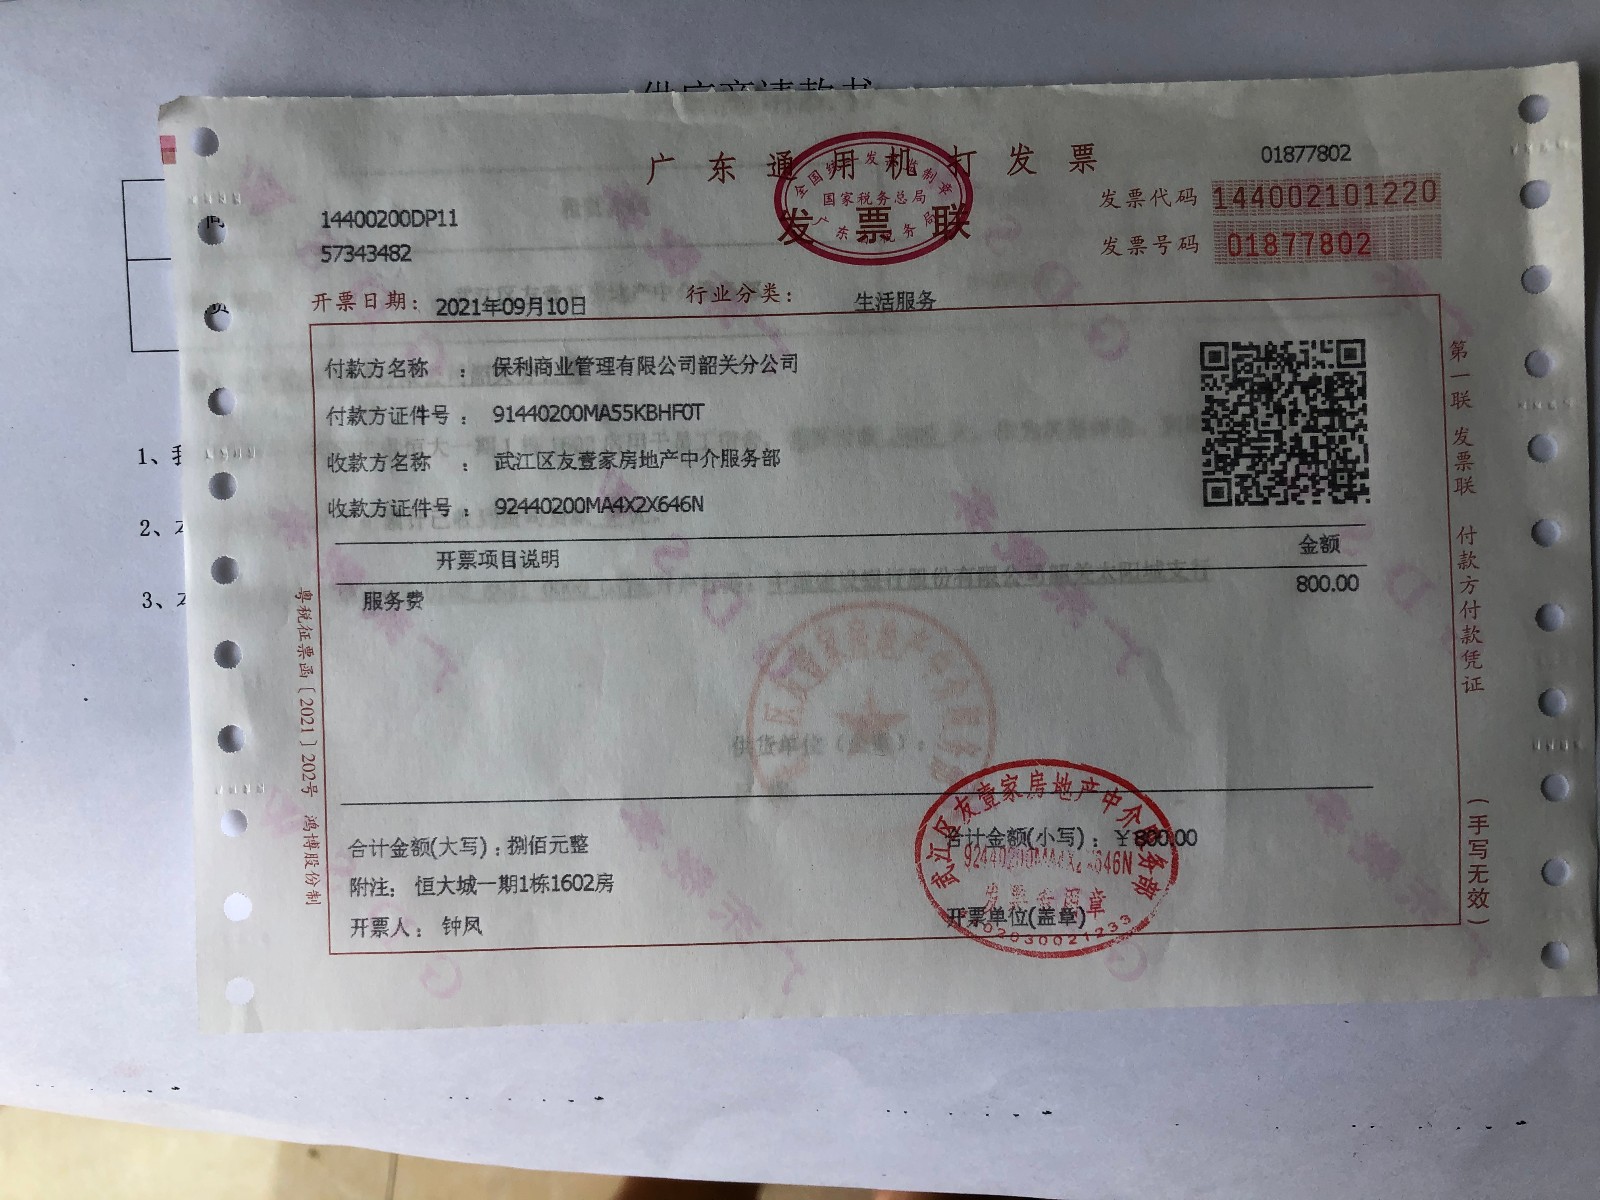 广东通用机打发票
01877802
发票代码 144002101220
发票联
14400200DP11
发票号码 01877802
57343482
全国统一发票监制章
国家税务总局
广东省税务局
开票日期： 2021年09月10日 行业分类： 生活服务
付款方名称 ： 保利商业管理有限公司韶关分公司
付款方证件号 ： 91440200MA55KBHF0T
收款方名称 ： 武江区友壹家房地产中介服务部
收款方证件号 ： 92440200MA4X2X646N
开票项目说明 金额
服务费 800.00
合计金额(大写) : 捌佰元整 合计金额(小写) : ￥800.00
附注: 恒大城一期1栋1602房
开票人: 钟凤 开票单位(盖章)
武江区友壹家房地产中介服务部
92440200MA4X2X646N
发票专用章
第一联 发票联 付款方付款凭证
(手写无效)
粤税征票函〔2021〕202号 鸿博股份制
1、
2、
3、